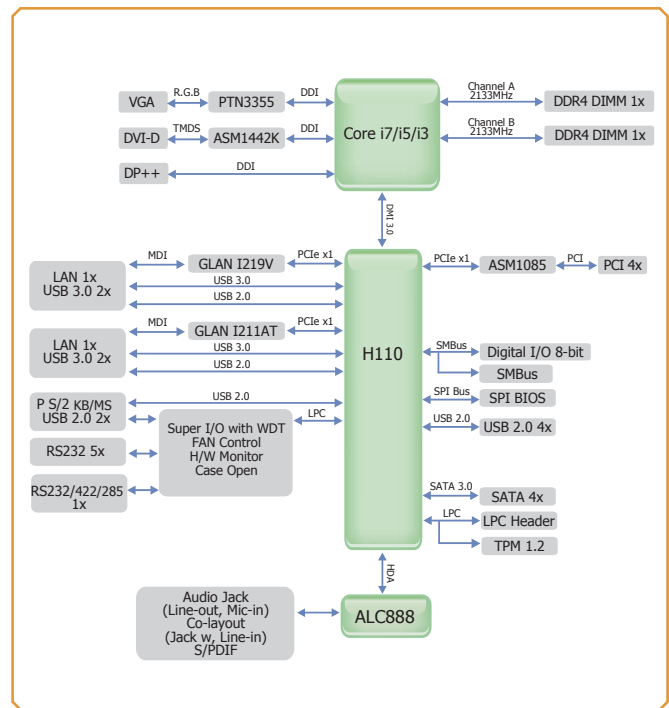 VGA
R.G.B
PTN3355
DDI
Core i7/i5/i3
Channel A
2133MHz
DDR4 DIMM 1x
DVI-D
TMDS
ASM1442K
DDI
Channel B
2133MHz
DDR4 DIMM 1x
DP++
DDI
DMI 3.0
LAN 1x
USB 3.0 2x
MDI
GLAN I219V
PCIe x1
USB 3.0
USB 2.0
H110
PCIe x1
ASM1085
PCI
PCI 4x
LAN 1x
USB 3.0 2x
MDI
GLAN I211AT
PCIe x1
USB 3.0
USB 2.0
SMBus
Digital I/O 8-bit
SMBus
P S/2 KB/MS
USB 2.0 2x
USB 2.0
SPI Bus
SPI BIOS
Super I/O with WDT
FAN Control
H/W Monitor
Case Open
LPC
USB 2.0
USB 2.0 4x
RS232 5x
RS232/422/285
1x
SATA 3.0
SATA 4x
LPC
LPC Header
TPM 1.2
HDA
Audio Jack
(Line-out, Mic-in)
Co-layout
(Jack w, Line-in)
S/PDIF
ALC888